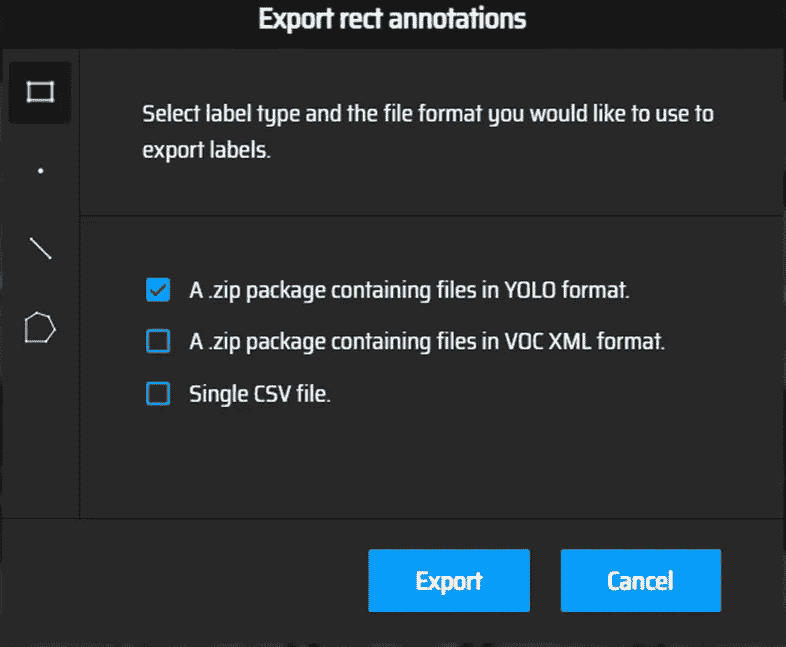 Export rect annotations
Select label type and the file format you would like to use to
export labels.
A .zip package containing files in YOLO format.
A .zip package containing files in VOC XML format.
Single CSV file.
Export
Cancel